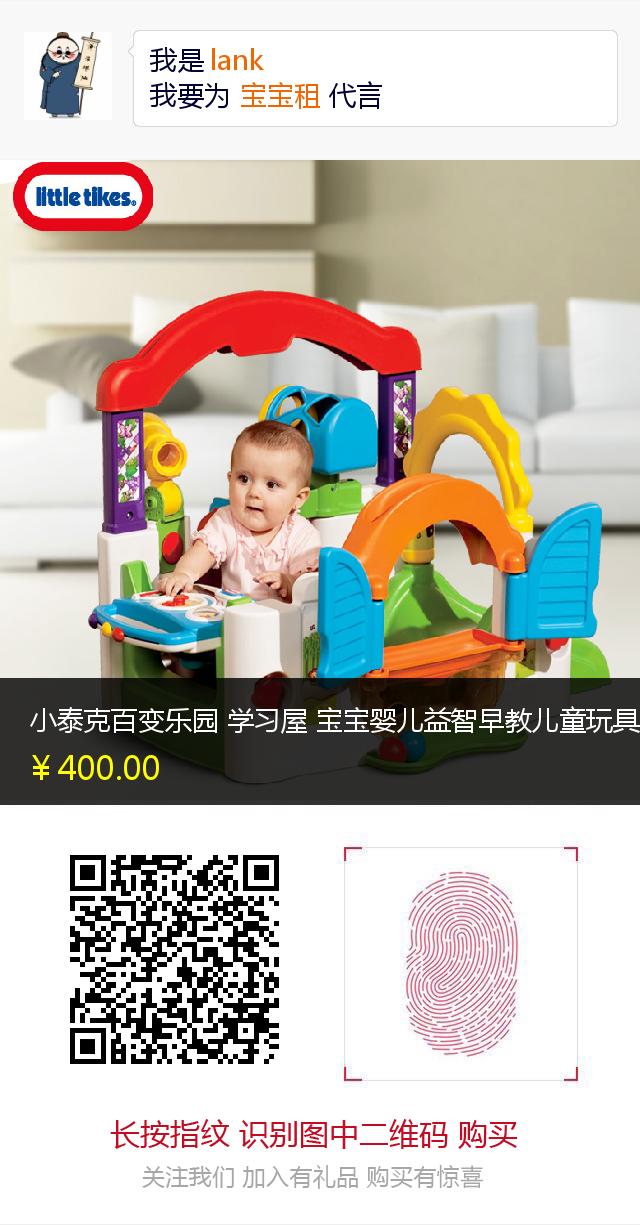 我是 lank
我要为 宝宝租 代言
little tikes®
小泰克百变乐园 学习屋 宝宝婴儿益智早教儿童玩具
¥ 400.00
长按指纹 识别图中二维码 购买
关注我们 加入有礼品 购买有惊喜